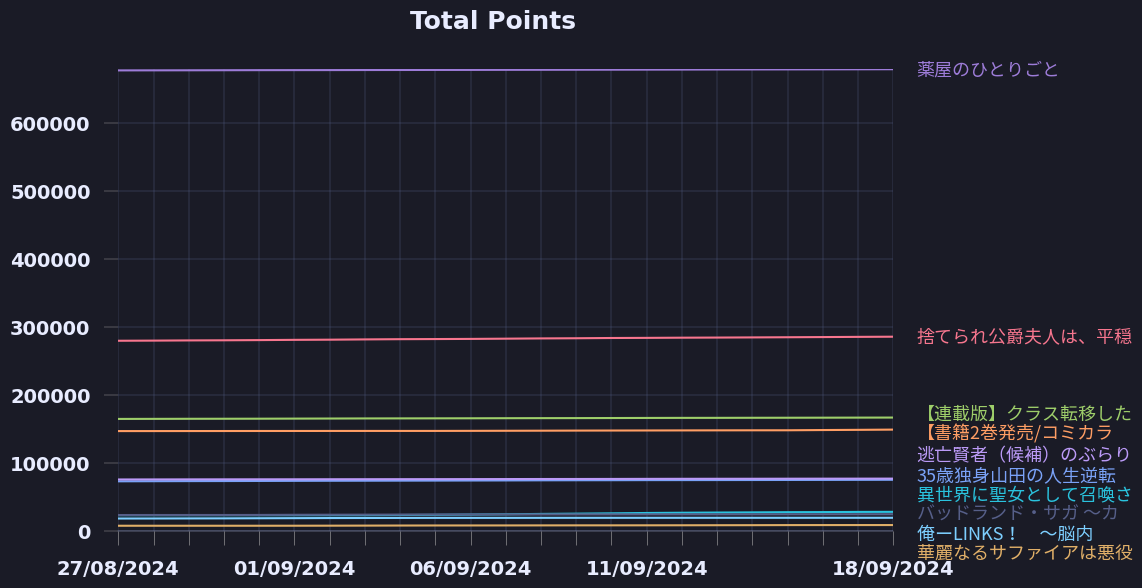 Total Points
薬屋のひとりごと
600000
500000
400000
300000
捨てられ公爵夫人は、平穏
200000
【連載版】クラス転移した
【書籍2巻発売/コミカラ
100000
逃亡賢者（候補）のぶらり
35歳独身山田の人生逆転
異世界に聖女として召喚さ
バッドランド・サガ ～カ
0
俺ーLINKS！　～脳内
華麗なるサファイアは悪役
27/08/2024
01/09/2024
06/09/2024
11/09/2024
18/09/2024